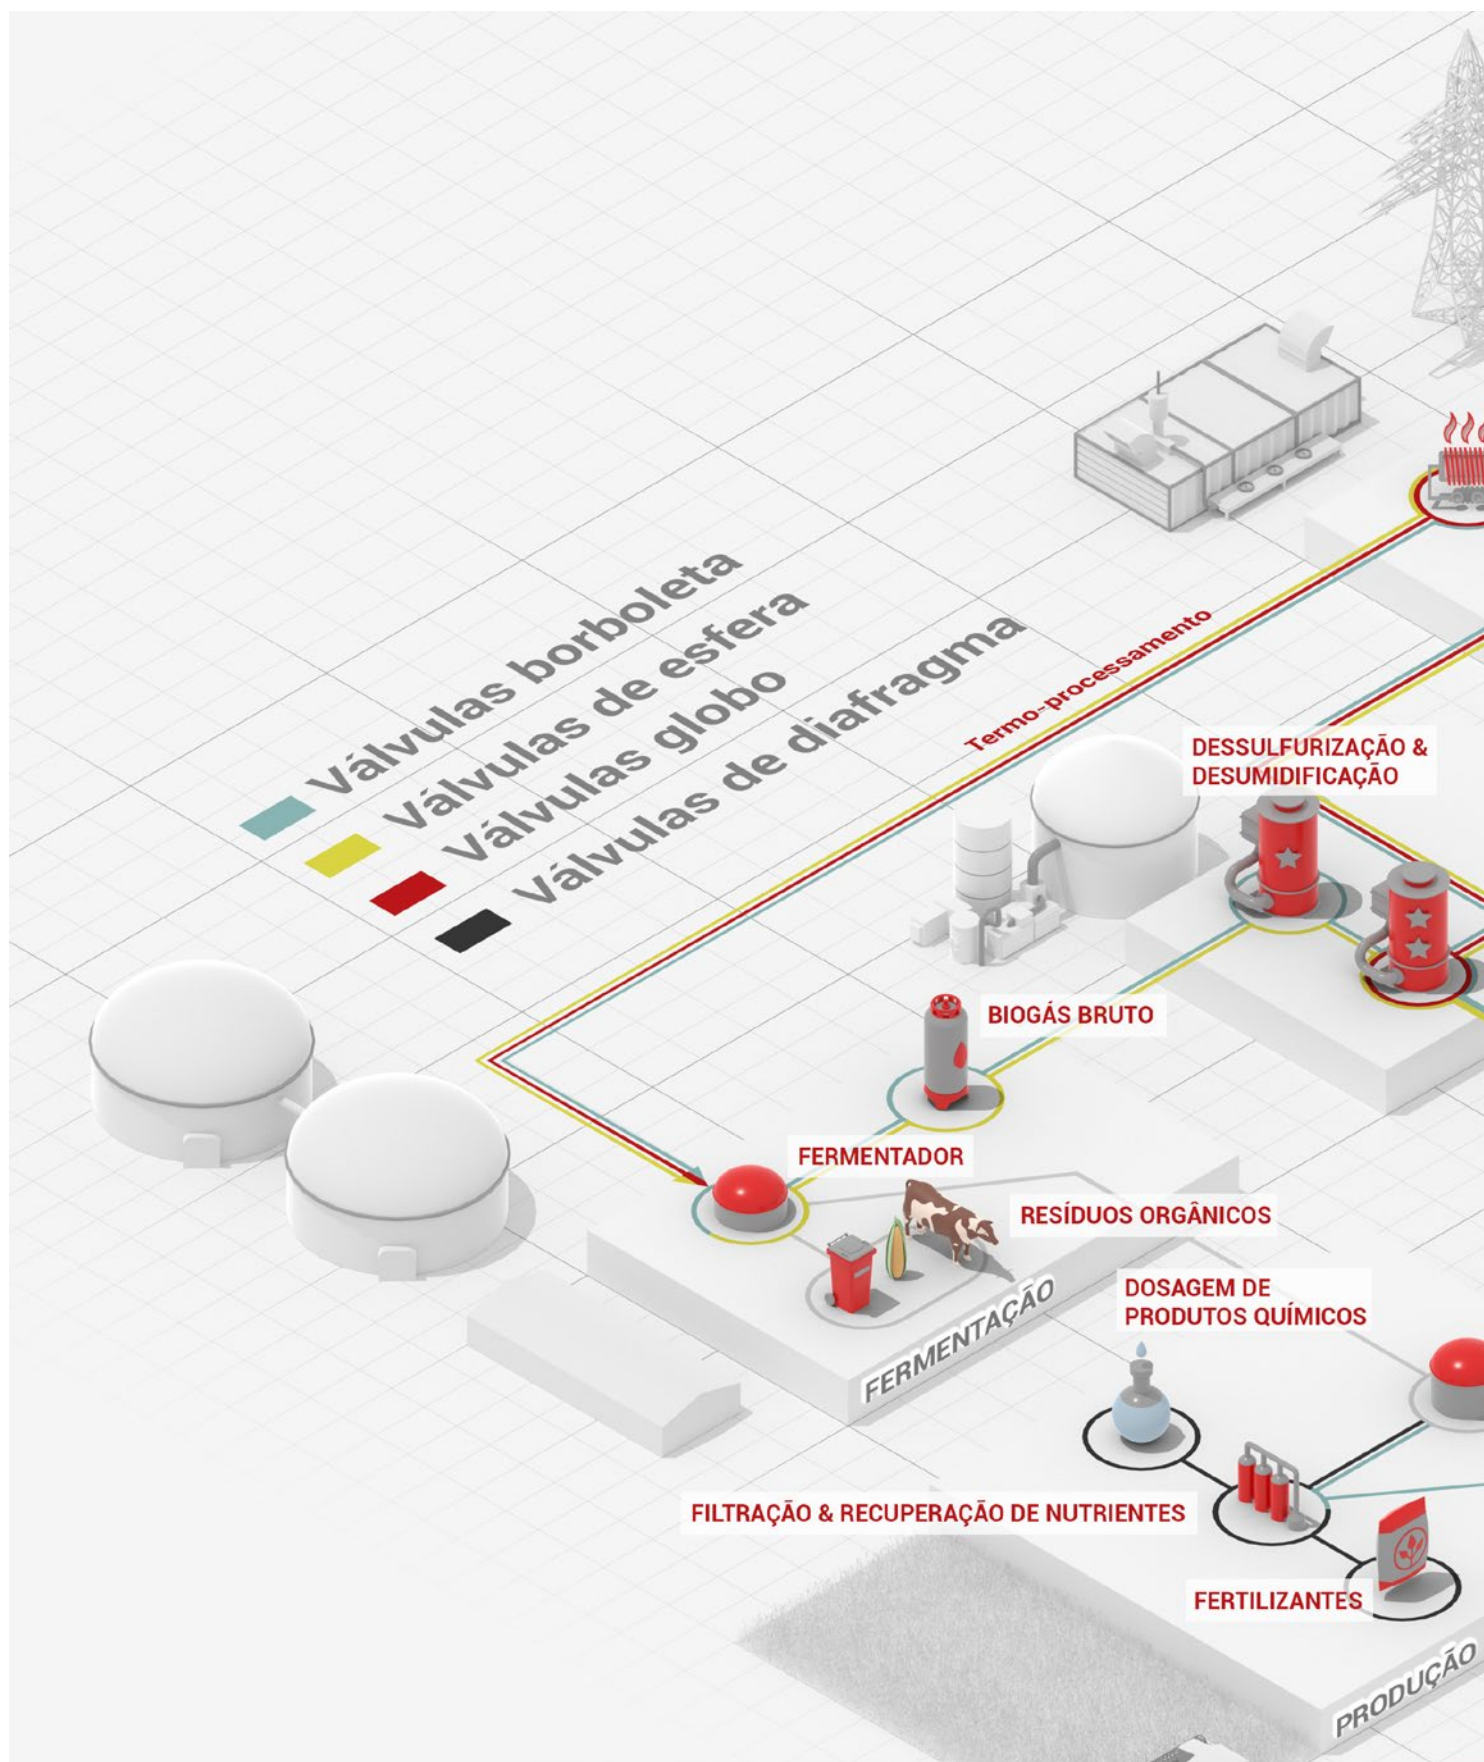 Válvulas borboleta
Válvulas de esfera
Válvulas globo
Válvulas de diafragma
Termo-processamento
DESSULFURIZAÇÃO &
DESUMIDIFICAÇÃO
BIOGÁS BRUTO
FERMENTADOR
RESÍDUOS ORGÂNICOS
FERMENTAÇÃO
DOSAGEM DE
PRODUTOS QUÍMICOS
FILTRAÇÃO & RECUPERAÇÃO DE NUTRIENTES
FERTILIZANTES
PRODUÇÃO